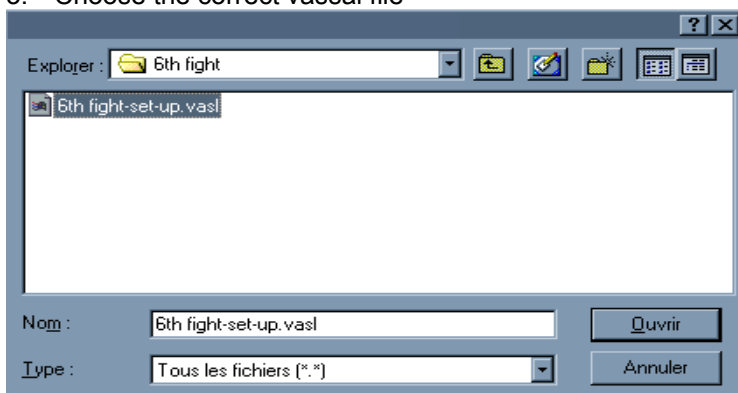 Choose the correct vassal file
Explorer : 6th fight
6th fight-set-up.vasl
Nom : 6th fight-set-up.vasl Ouvrir
Type : Tous les fichiers (*.*) Annuler